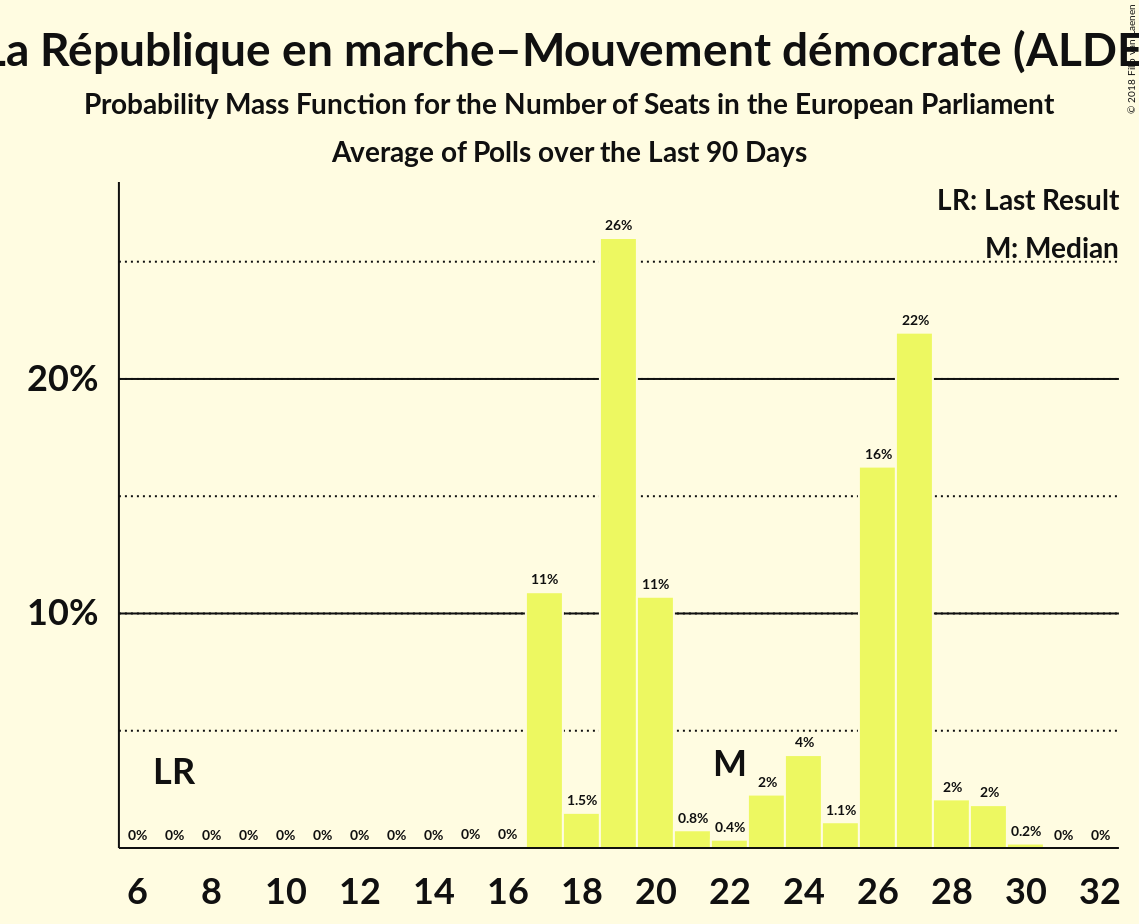 La République en marche–Mouvement démocrate (ALDE
Probability Mass Function for the Number of Seats in the European Parliament
Average of Polls over the Last 90 Days
© 2018 Filip van Laenen
LR: Last Result
M: Median
26%
22%
20%
16%
11%
11%
10%
LR
M
4%
2%
1.5%
0.8%
0.4%
1.1%
2%
2%
0.2%
0% 0% 0% 0% 0% 0% 0% 0% 0% 0% 0% 0% 0%
6 8 10 12 14 16 18 20 22 24 26 28 30 32